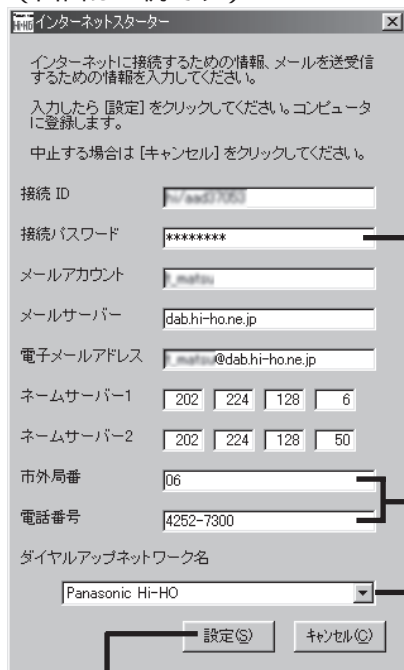 インターネットスターター
インターネットに接続するための情報、メールを送受信
するための情報を入力してください。
入力したら [設定] をクリックしてください。コンピュータ
に登録します。
中止する場合は [キャンセル] をクリックしてください。
接続 ID
接続パスワード ********
メールアカウント
メールサーバー dab.hi-ho.ne.jp
電子メールアドレス @dab.hi-ho.ne.jp
ネームサーバー1 202 224 128 6
ネームサーバー2 202 224 128 50
市外局番 06
電話番号 4252-7300
ダイヤルアップネットワーク名
Panasonic Hi-HO
設定(S) キャンセル(C)